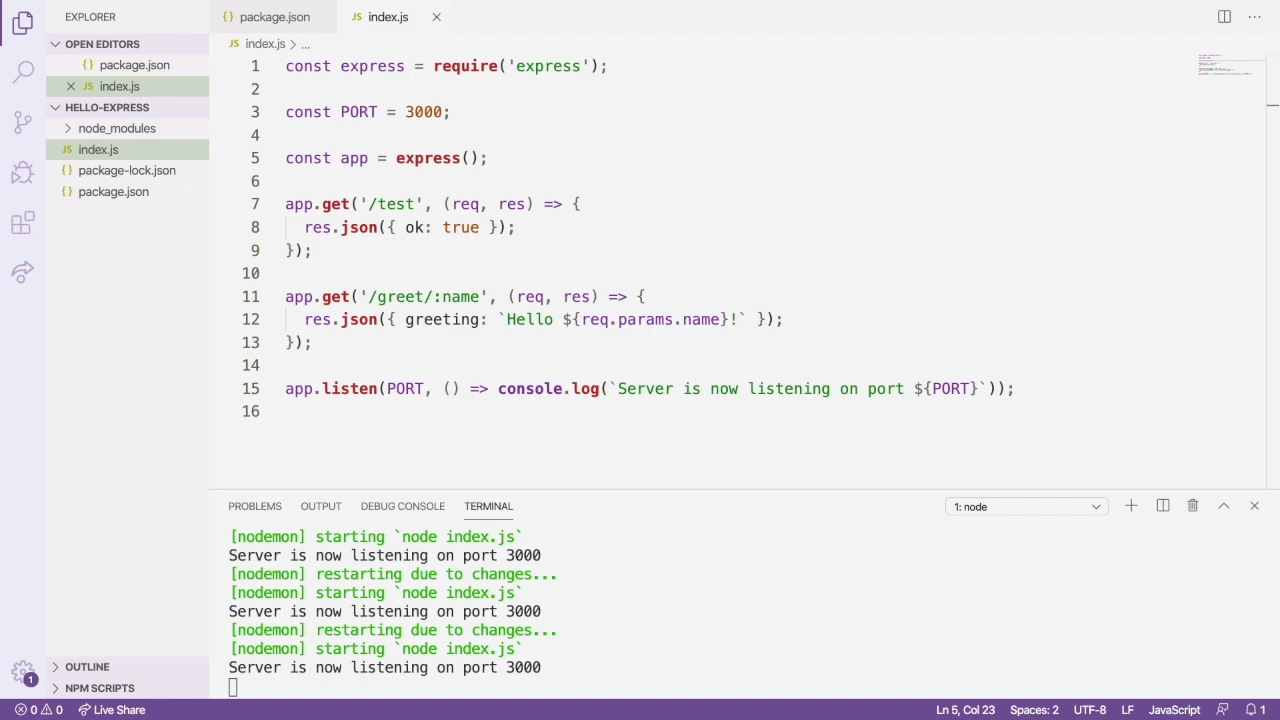 EXPLORER
OPEN EDITORS
{} package.json
JS index.js
HELLO-EXPRESS
node_modules
JS index.js
{} package-lock.json
{} package.json
OUTLINE
NPM SCRIPTS
{} package.json
JS index.js
JS index.js > ...
1 const express = require('express');
2
3 const PORT = 3000;
4
5 const app = express();
6
7 app.get('/test', (req, res) => {
8 res.json({ ok: true });
9 });
10
11 app.get('/greet/:name', (req, res) => {
12 res.json({ greeting: `Hello ${req.params.name}!` });
13 });
14
15 app.listen(PORT, () => console.log(`Server is now listening on port ${PORT}`));
16
PROBLEMS OUTPUT DEBUG CONSOLE TERMINAL 1: node
[nodemon] starting `node index.js`
Server is now listening on port 3000
[nodemon] restarting due to changes...
[nodemon] starting `node index.js`
Server is now listening on port 3000
[nodemon] restarting due to changes...
[nodemon] starting `node index.js`
Server is now listening on port 3000
1
0 0 Live Share Ln 5, Col 23 Spaces: 2 UTF-8 LF JavaScript 1